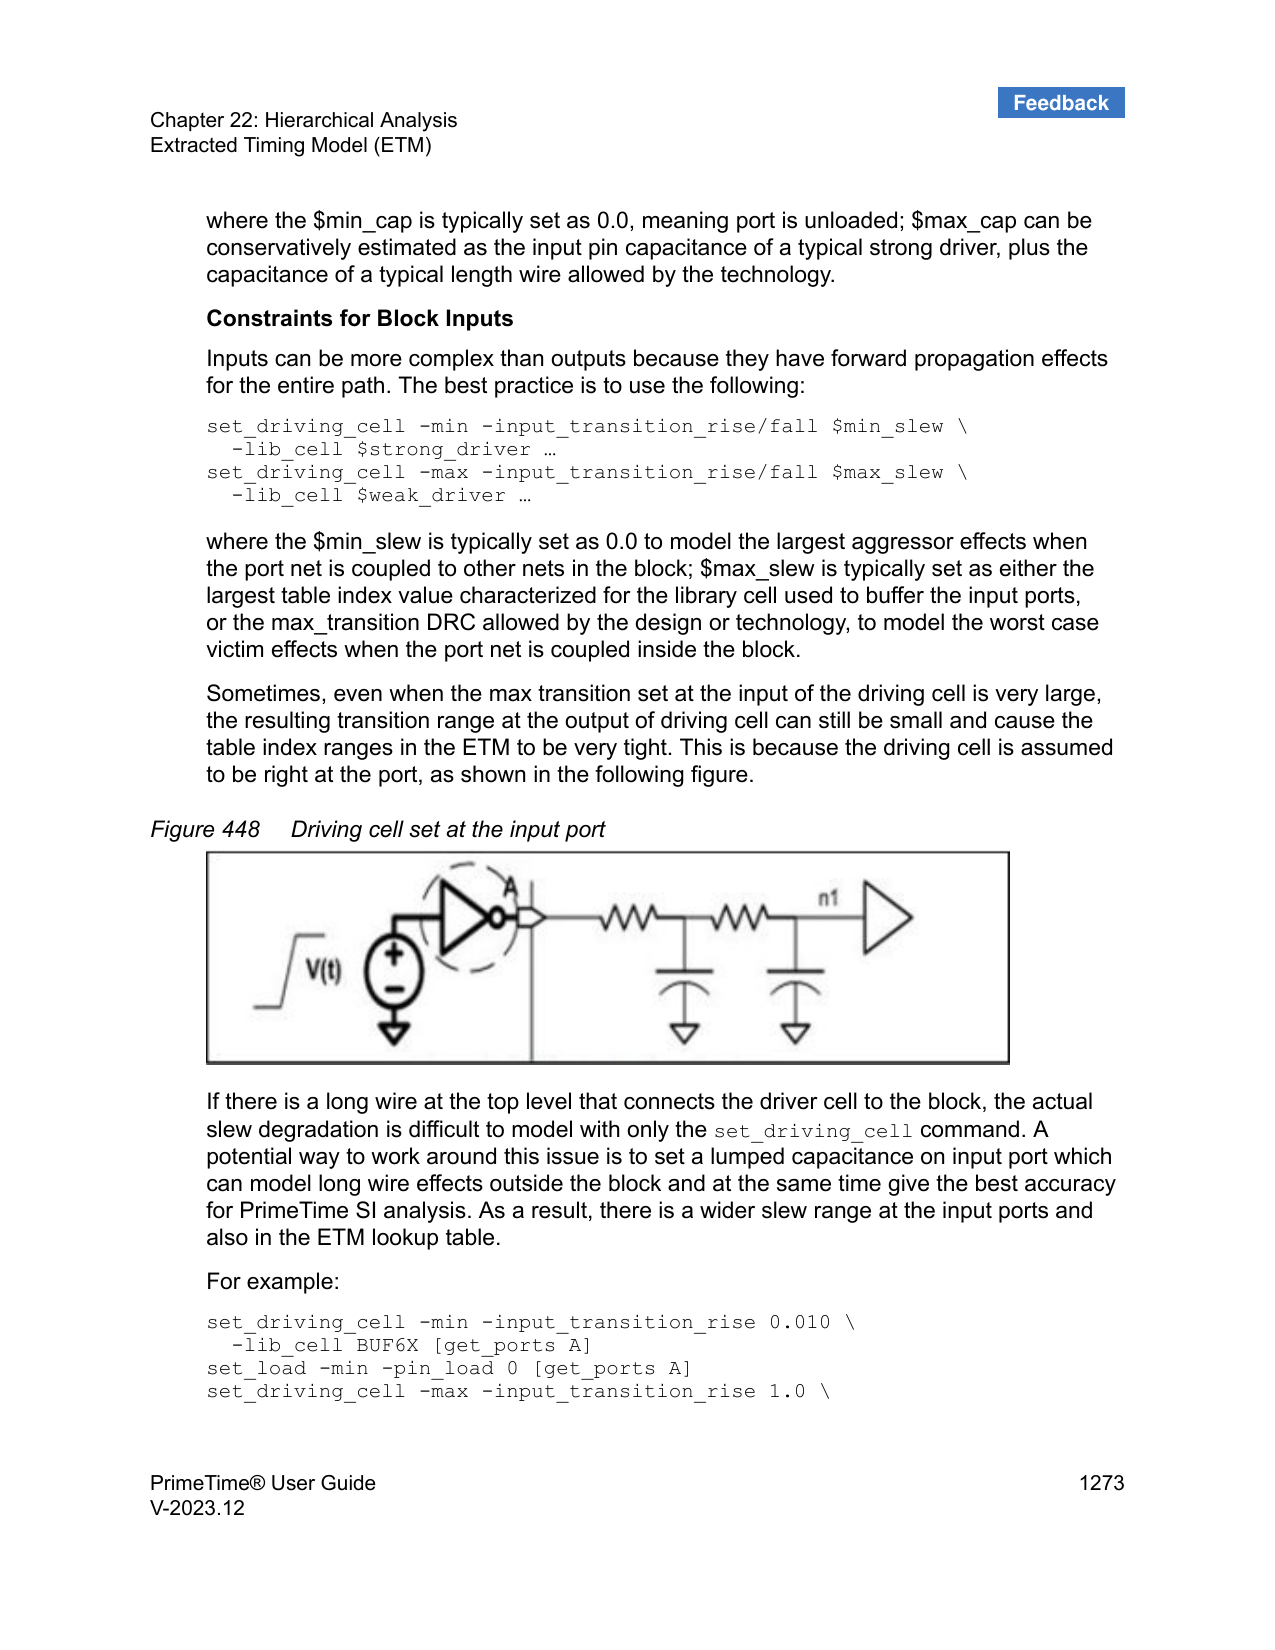 Feedback
Chapter 22: Hierarchical Analysis
Extracted Timing Model (ETM)
where the $min_cap is typically set as 0.0, meaning port is unloaded; $max_cap can be
conservatively estimated as the input pin capacitance of a typical strong driver, plus the
capacitance of a typical length wire allowed by the technology.
Constraints for Block Inputs
Inputs can be more complex than outputs because they have forward propagation effects
for the entire path. The best practice is to use the following:
set_driving_cell -min -input_transition_rise/fall $min_slew \
-lib_cell $strong_driver …
set_driving_cell -max -input_transition_rise/fall $max_slew \
-lib_cell $weak_driver …
where the $min_slew is typically set as 0.0 to model the largest aggressor effects when
the port net is coupled to other nets in the block; $max_slew is typically set as either the
largest table index value characterized for the library cell used to buffer the input ports,
or the max_transition DRC allowed by the design or technology, to model the worst case
victim effects when the port net is coupled inside the block.
Sometimes, even when the max transition set at the input of the driving cell is very large,
the resulting transition range at the output of driving cell can still be small and cause the
table index ranges in the ETM to be very tight. This is because the driving cell is assumed
to be right at the port, as shown in the following figure.
Figure 448 Driving cell set at the input port
A
n1
V(t)
If there is a long wire at the top level that connects the driver cell to the block, the actual
slew degradation is difficult to model with only the set_driving_cell command. A
potential way to work around this issue is to set a lumped capacitance on input port which
can model long wire effects outside the block and at the same time give the best accuracy
for PrimeTime SI analysis. As a result, there is a wider slew range at the input ports and
also in the ETM lookup table.
For example:
set_driving_cell -min -input_transition_rise 0.010 \
-lib_cell BUF6X [get_ports A]
set_load -min -pin_load 0 [get_ports A]
set_driving_cell -max -input_transition_rise 1.0 \
PrimeTime® User Guide
V-2023.12
1273